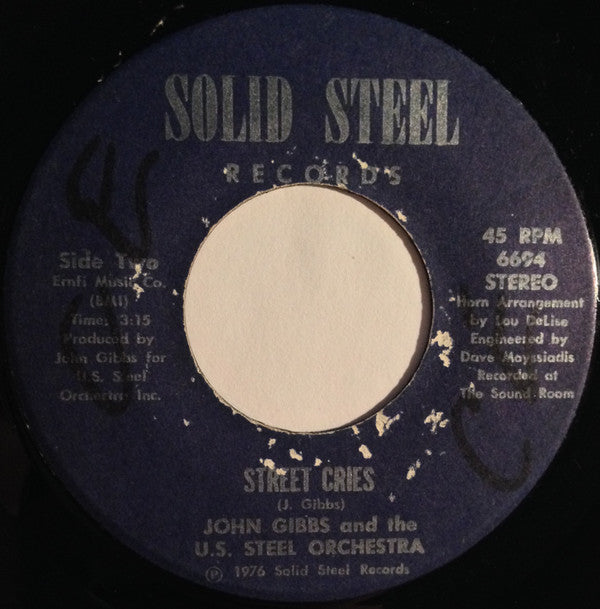 SOLID STEEL
RECORDS
Side Two
Ernfi Music Co.
(BMI)
Time: 3:15
Produced by
John Gibbs for
U.S. Steel
Orchestra Inc.
45 RPM
6694
STEREO
Horn Arrangement
by Lou DeLise
Engineered by
Dave Moyssiadis
Recorded at
The Sound Room
STREET CRIES
(J. Gibbs)
JOHN GIBBS and the
U.S. STEEL ORCHESTRA
Ⓟ 1976 Solid Steel Records